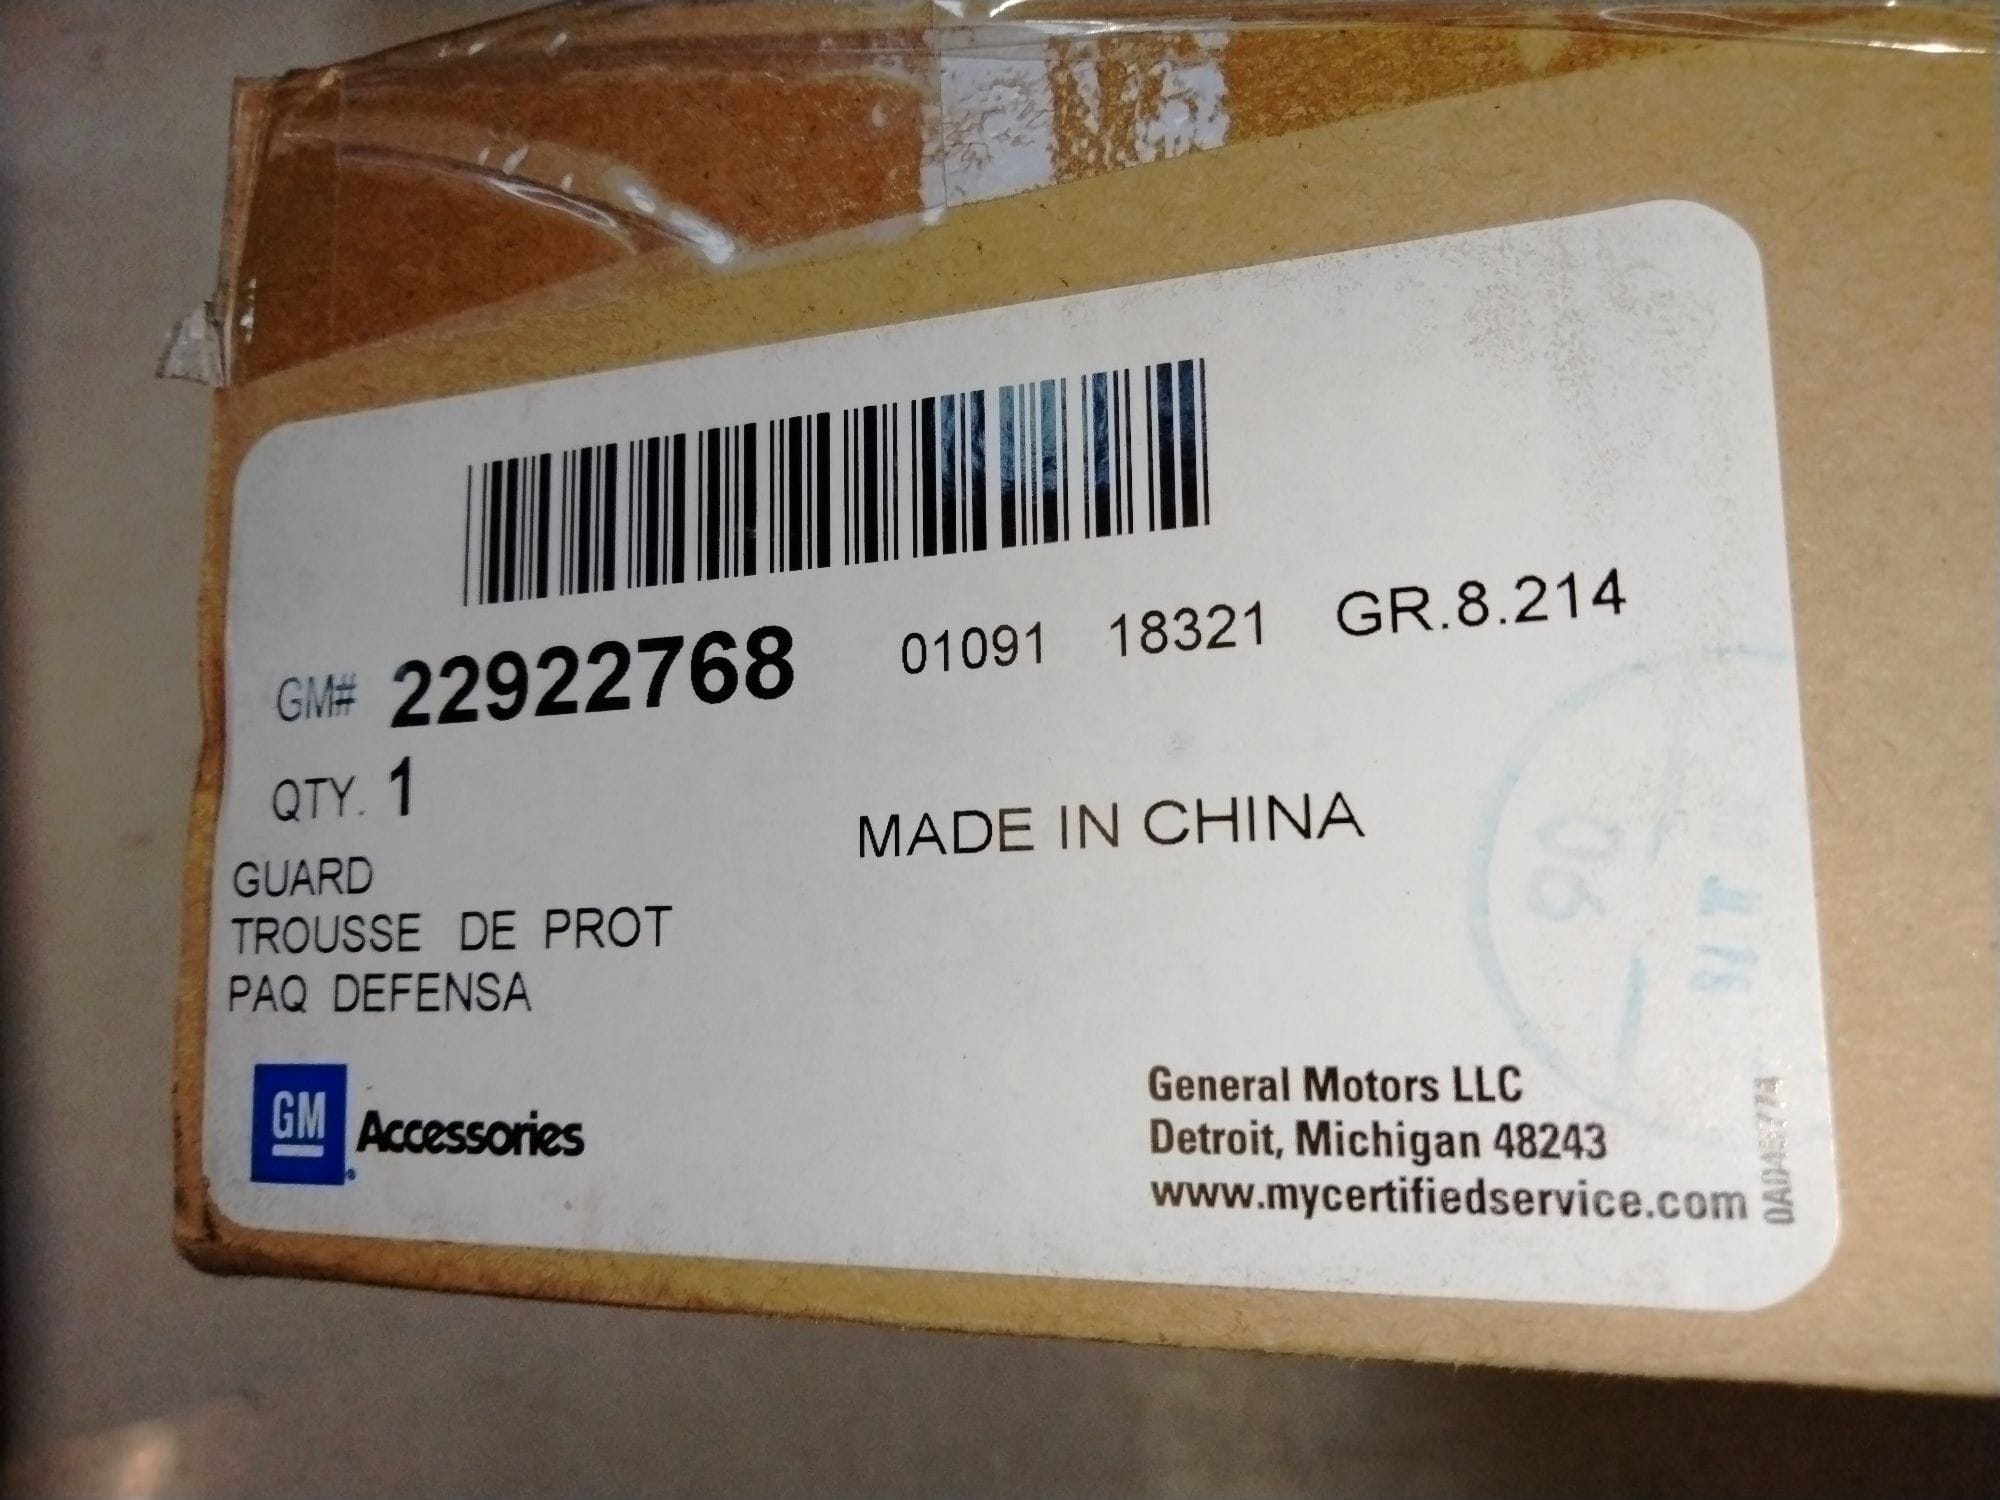 GM# 22922768 01091 18321 GR.8.214
QTY. 1
MADE IN CHINA
GUARD
TROUSSE DE PROT
PAQ DEFENSA
GM Accessories
General Motors LLC
Detroit, Michigan 48243
www.mycertifiedservice.com